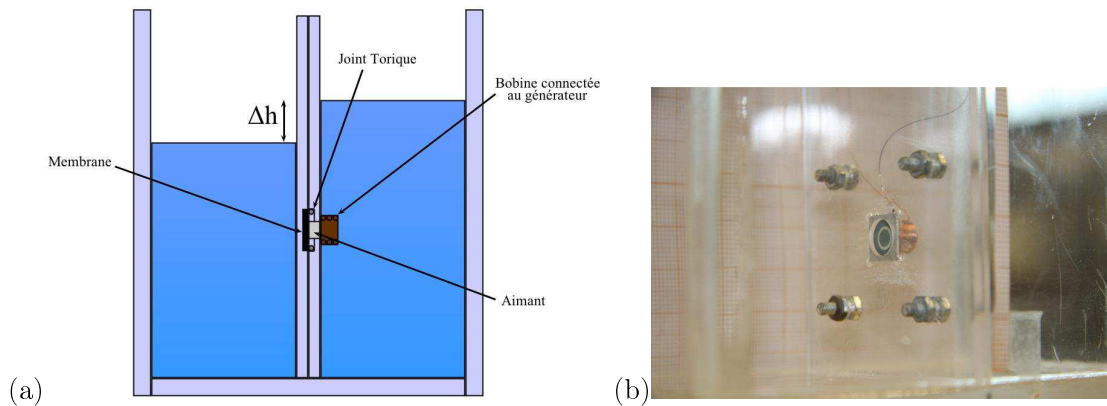 Joint Torique
Bobine connectée
au générateur
Δh
Membrane
Aimant
(a)
(b)